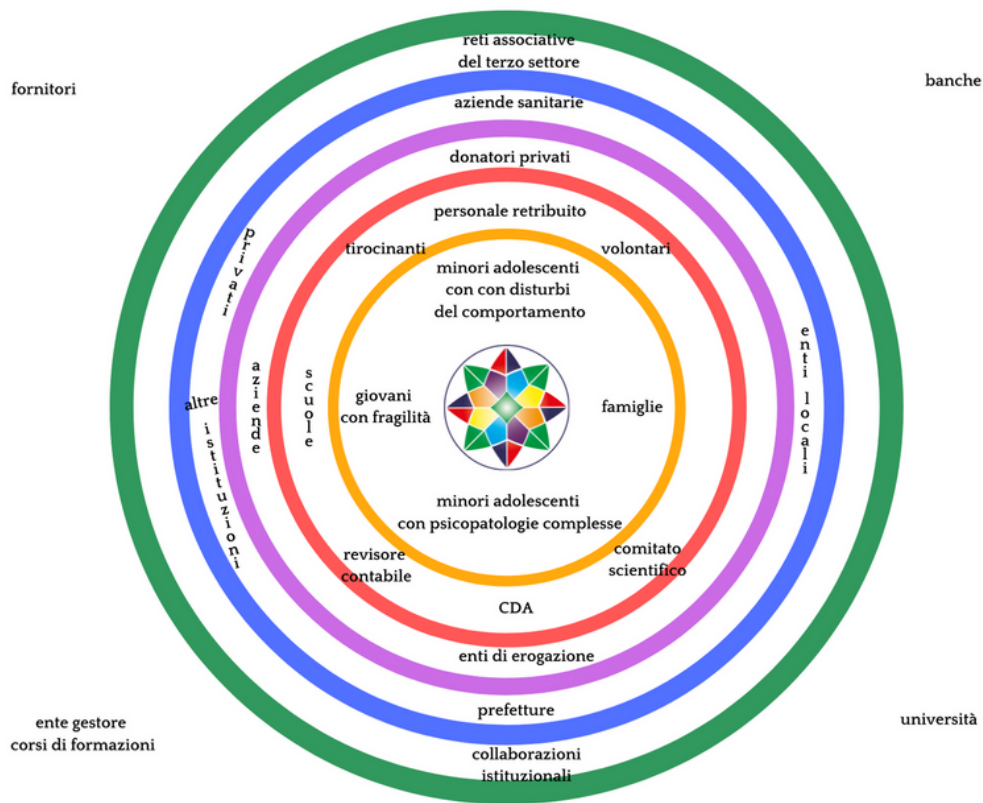 reti associative
del terzo settore
fornitori
banche
aziende sanitarie
donatori privati
personale retribuito
tirocinanti
volontari
privati
minori adolescenti
con con disturbi
del comportamento
enti locali
aziende
scuole
altre
istituzioni
giovani
con fragilità
famiglie
minori adolescenti
con psicopatologie complesse
revisore
contabile
comitato
scientifico
CDA
enti di erogazione
prefetture
ente gestore
corsi di formazioni
università
collaborazioni
istituzionali